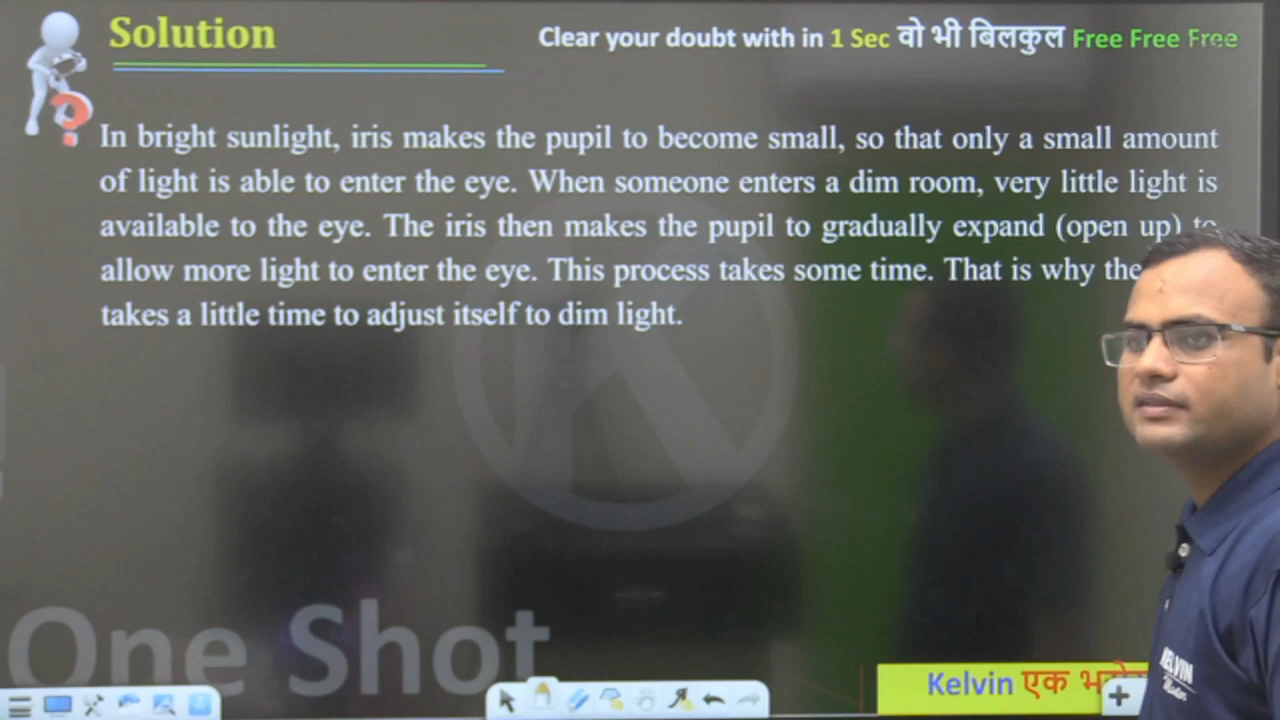 Solution
Clear your doubt with in 1 Sec वो भी बिलकुल Free Free Free
In bright sunlight, iris makes the pupil to become small, so that only a small amount
of light is able to enter the eye. When someone enters a dim room, very little light is
available to the eye. The iris then makes the pupil to gradually expand (open up) to
allow more light to enter the eye. This process takes some time. That is why the
takes a little time to adjust itself to dim light.
One Shot
Kelvin एक
KELVIN